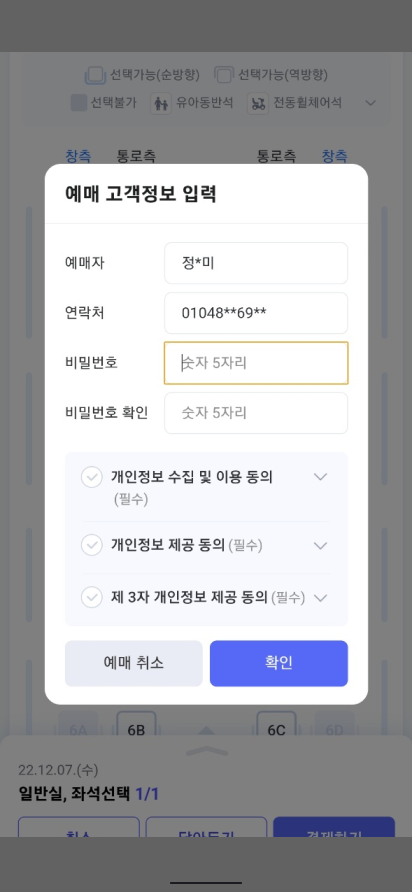 선택가능(순방향) 선택가능(역방향)
선택불가 유아동반석 전동휠체어석
창측 통로측 통로측 창측
예매 고객정보 입력
예매자 정*미
연락처 01048**69**
비밀번호 숫자 5자리
비밀번호 확인 숫자 5자리
개인정보 수집 및 이용 동의
(필수)
개인정보 제공 동의 (필수)
제 3자 개인정보 제공 동의 (필수)
예매 취소 확인
6A 6B 6C 6D
22.12.07.(수)
일반실, 좌석선택 1/1
취소 담아두기 결제하기